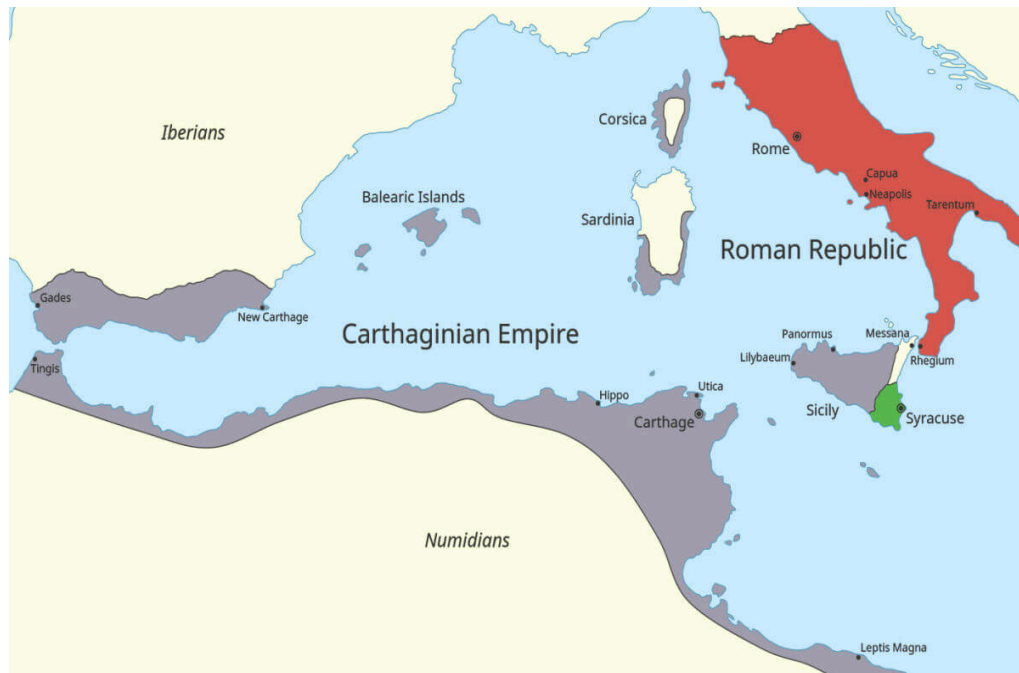 Iberians
Corsica
Rome
Capua
Neapolis
Balearic Islands
Tarentum
Sardinia
Roman Republic
Gades
New Carthage
Carthaginian Empire
Panormus
Messana
Lilybaeum
Rhegium
Tingis
Hippo
Utica
Sicily
Syracuse
Carthage
Numidians
Leptis Magna